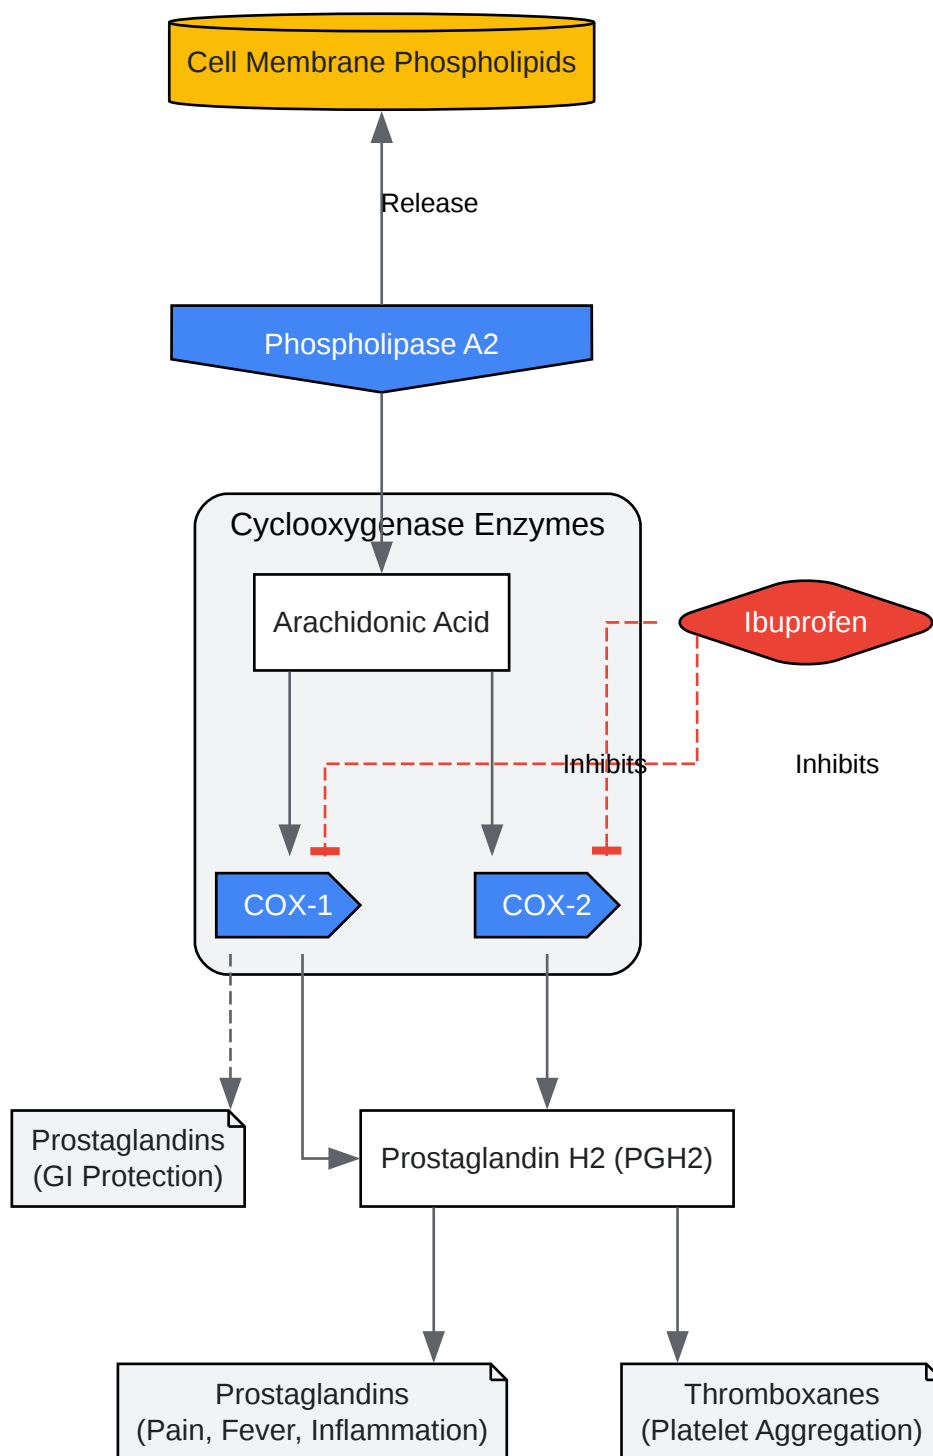 Cell Membrane Phospholipids
Release
Phospholipase A2
Cyclooxygenase Enzymes
Arachidonic Acid
Ibuprofen
Inhibits
Inhibits
COX-1
COX-2
Prostaglandins
(GI Protection)
Prostaglandin H2 (PGH2)
Prostaglandins
(Pain, Fever, Inflammation)
Thromboxanes
(Platelet Aggregation)